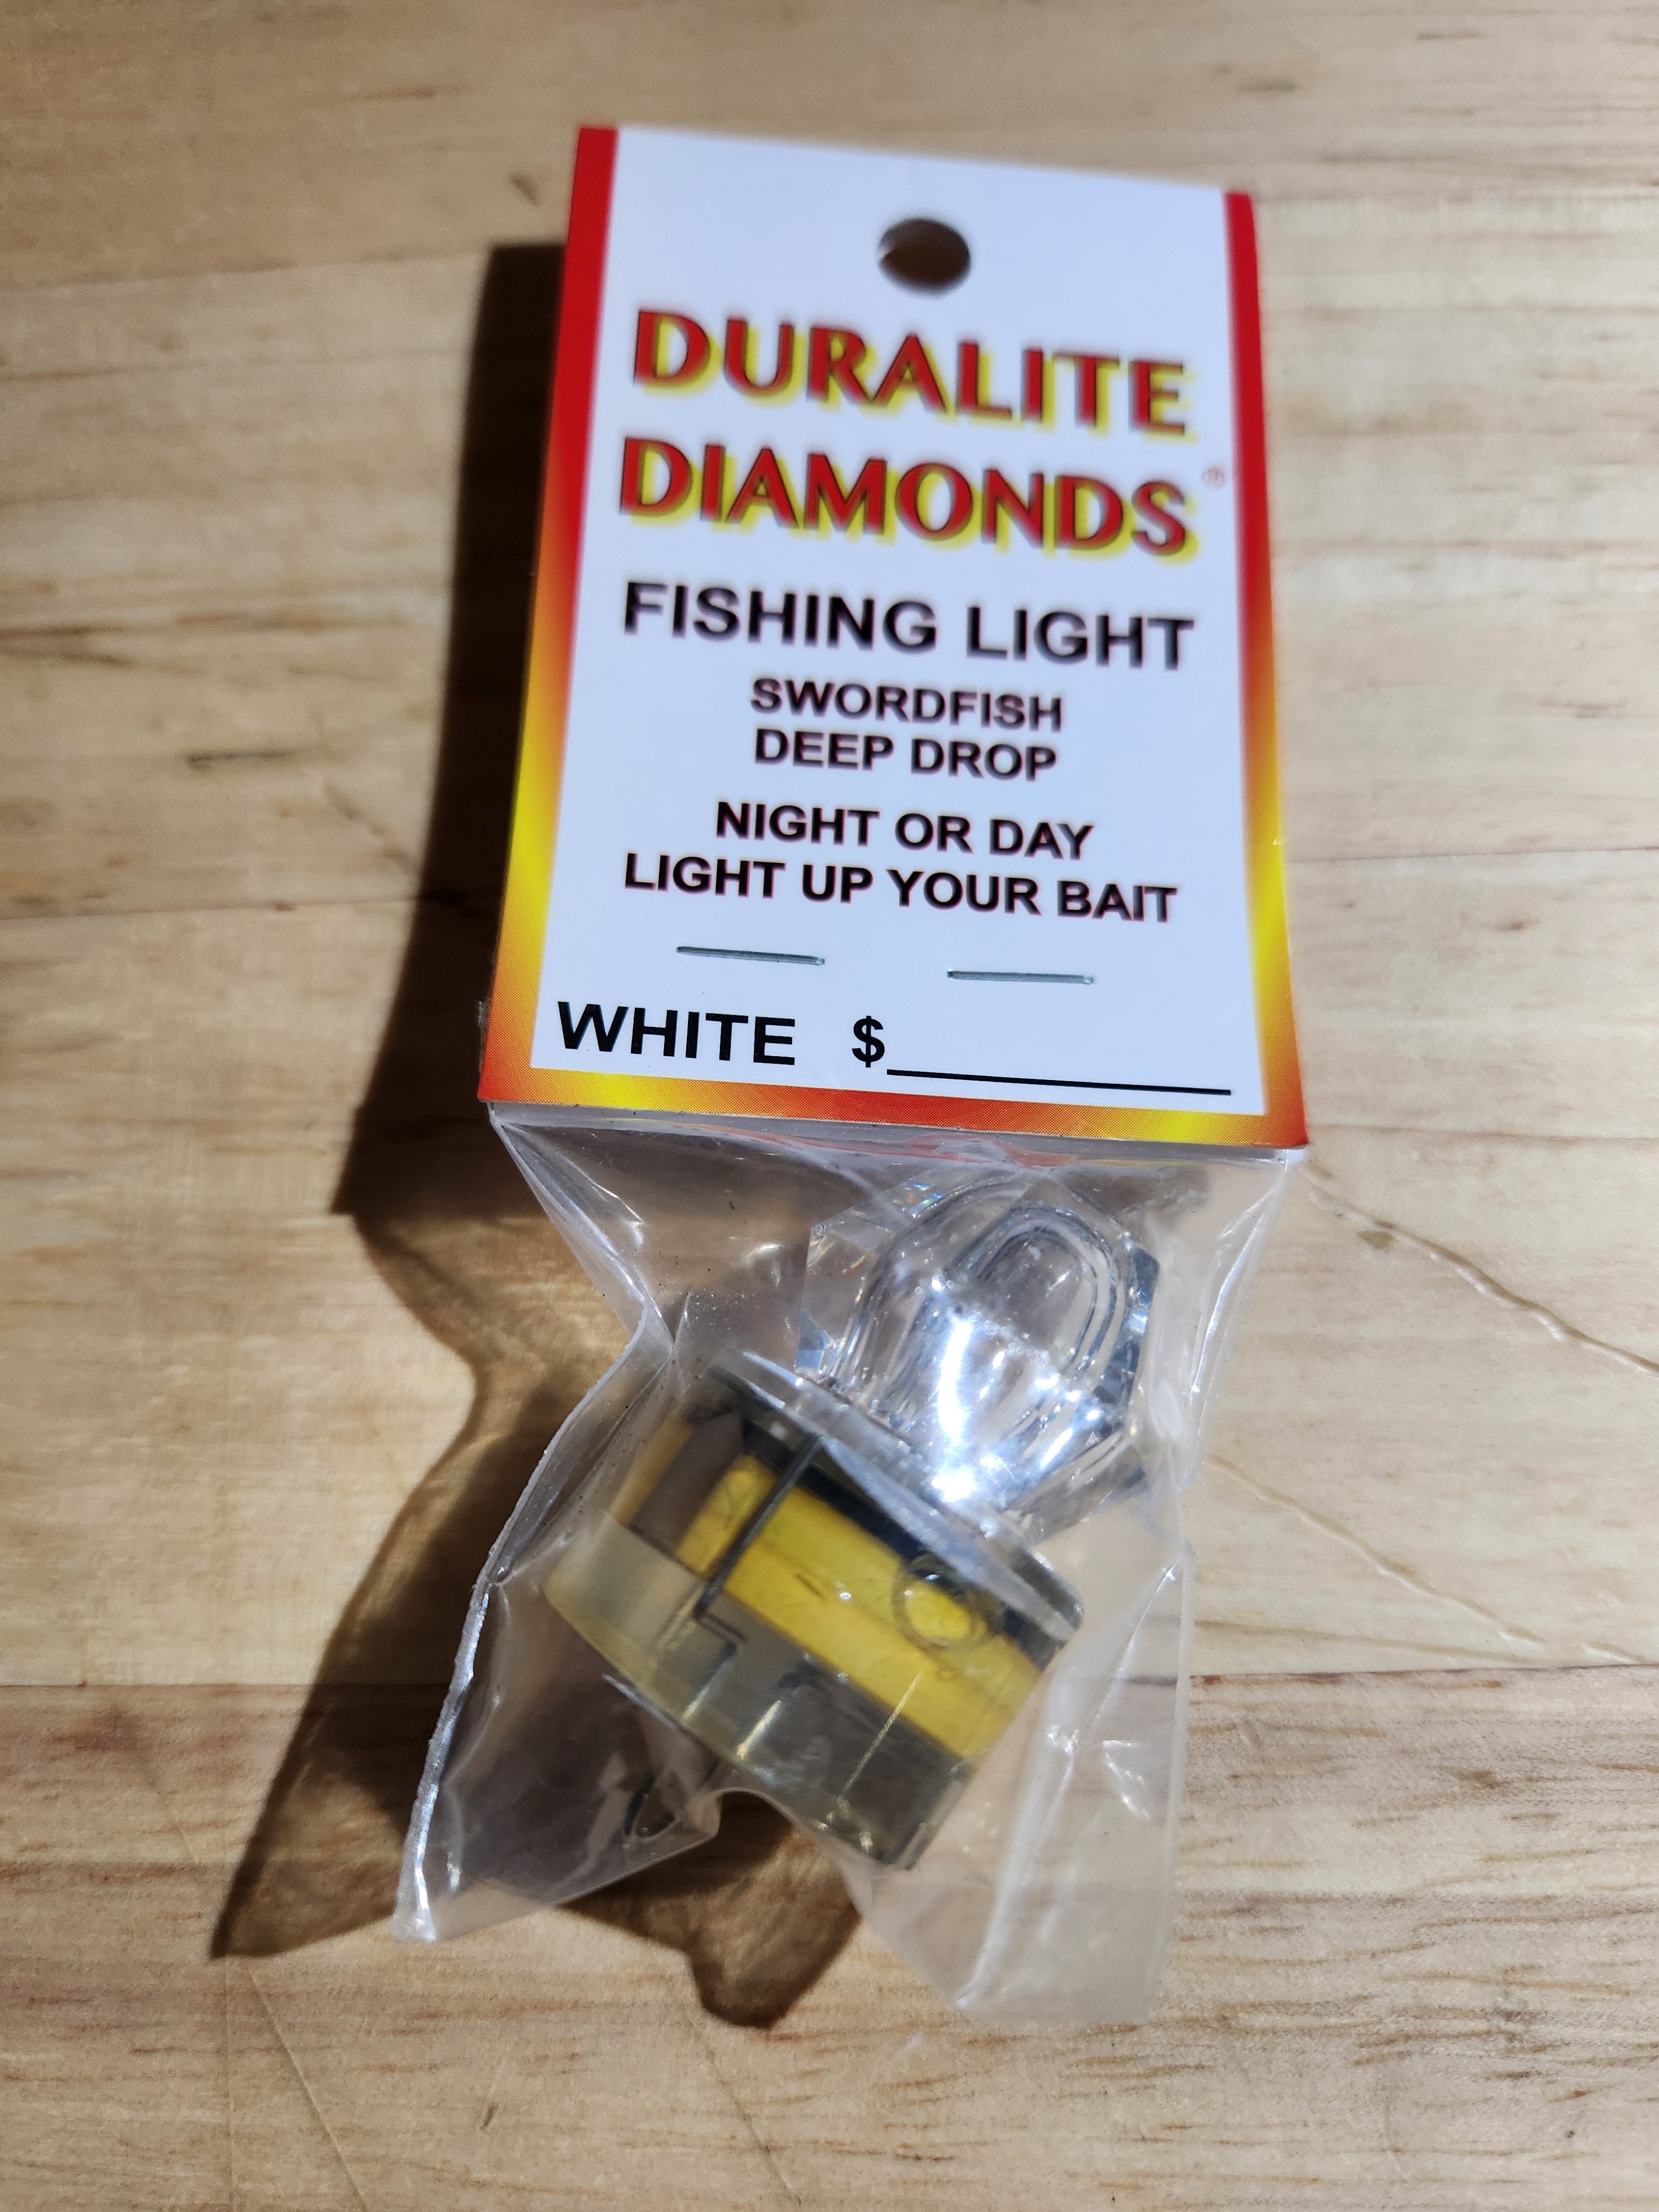 DURALITE
DIAMONDS®
FISHING LIGHT
SWORDFISH
DEEP DROP
NIGHT OR DAY
LIGHT UP YOUR BAIT
WHITE $